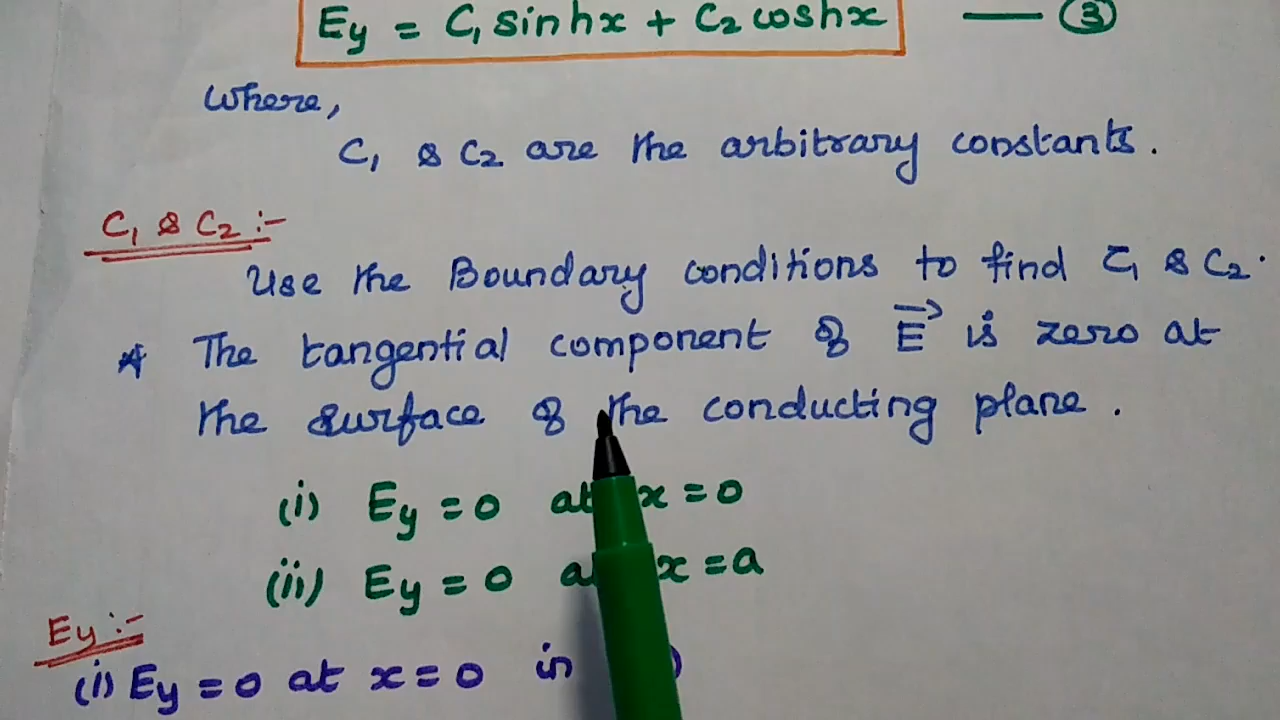 Ey = C1 sinhx + C2 coshx — ③
Where,
C1 & C2 are the arbitrary constants.
C1 & C2 :-
Use the Boundary conditions to find C1 & C2.
* The tangential component of E⃗ is zero at
the surface of the conducting plane.
(i) Ey = 0 at x = 0
(ii) Ey = 0 at x = a
Ey :-
(i) Ey = 0 at x = 0 in